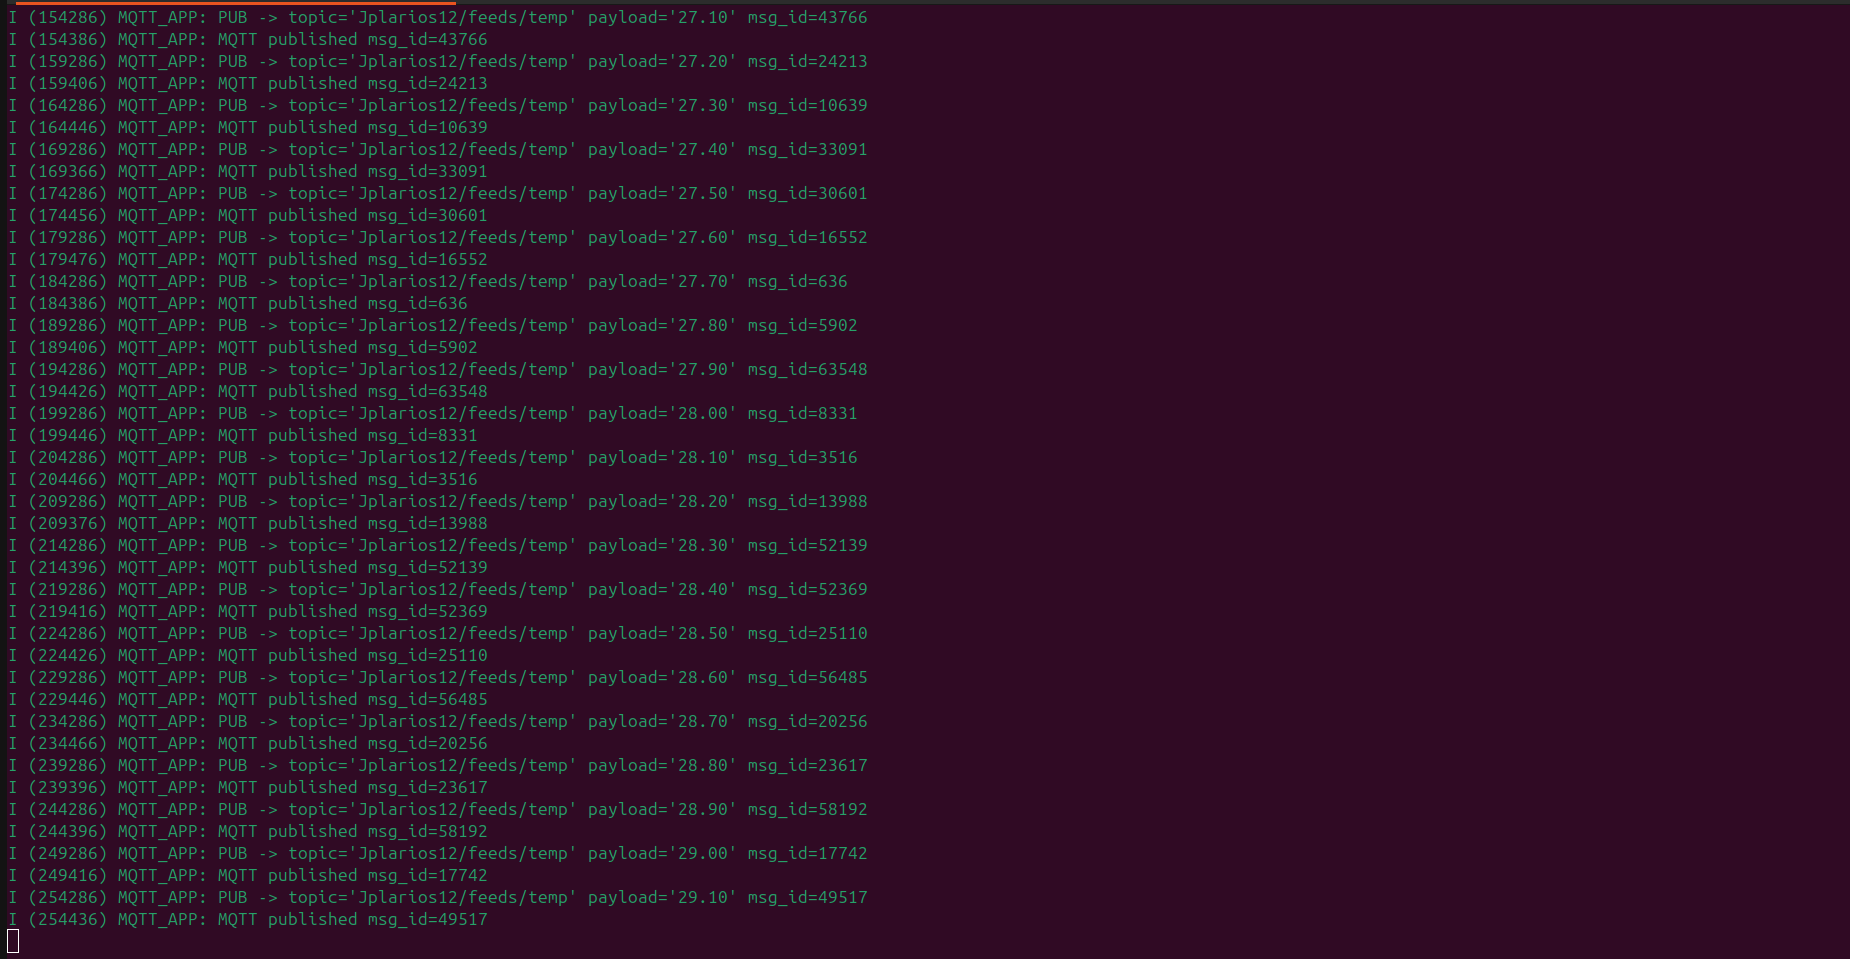 I (154286) MQTT_APP: PUB -> topic='Jplarios12/feeds/temp' payload='27.10' msg_id=43766
I (154386) MQTT_APP: MQTT published msg_id=43766
I (159286) MQTT_APP: PUB -> topic='Jplarios12/feeds/temp' payload='27.20' msg_id=24213
I (159406) MQTT_APP: MQTT published msg_id=24213
I (164286) MQTT_APP: PUB -> topic='Jplarios12/feeds/temp' payload='27.30' msg_id=10639
I (164446) MQTT_APP: MQTT published msg_id=10639
I (169286) MQTT_APP: PUB -> topic='Jplarios12/feeds/temp' payload='27.40' msg_id=33091
I (169366) MQTT_APP: MQTT published msg_id=33091
I (174286) MQTT_APP: PUB -> topic='Jplarios12/feeds/temp' payload='27.50' msg_id=30601
I (174456) MQTT_APP: MQTT published msg_id=30601
I (179286) MQTT_APP: PUB -> topic='Jplarios12/feeds/temp' payload='27.60' msg_id=16552
I (179476) MQTT_APP: MQTT published msg_id=16552
I (184286) MQTT_APP: PUB -> topic='Jplarios12/feeds/temp' payload='27.70' msg_id=636
I (184386) MQTT_APP: MQTT published msg_id=636
I (189286) MQTT_APP: PUB -> topic='Jplarios12/feeds/temp' payload='27.80' msg_id=5902
I (189406) MQTT_APP: MQTT published msg_id=5902
I (194286) MQTT_APP: PUB -> topic='Jplarios12/feeds/temp' payload='27.90' msg_id=63548
I (194426) MQTT_APP: MQTT published msg_id=63548
I (199286) MQTT_APP: PUB -> topic='Jplarios12/feeds/temp' payload='28.00' msg_id=8331
I (199446) MQTT_APP: MQTT published msg_id=8331
I (204286) MQTT_APP: PUB -> topic='Jplarios12/feeds/temp' payload='28.10' msg_id=3516
I (204466) MQTT_APP: MQTT published msg_id=3516
I (209286) MQTT_APP: PUB -> topic='Jplarios12/feeds/temp' payload='28.20' msg_id=13988
I (209376) MQTT_APP: MQTT published msg_id=13988
I (214286) MQTT_APP: PUB -> topic='Jplarios12/feeds/temp' payload='28.30' msg_id=52139
I (214396) MQTT_APP: MQTT published msg_id=52139
I (219286) MQTT_APP: PUB -> topic='Jplarios12/feeds/temp' payload='28.40' msg_id=52369
I (219416) MQTT_APP: MQTT published msg_id=52369
I (224286) MQTT_APP: PUB -> topic='Jplarios12/feeds/temp' payload='28.50' msg_id=25110
I (224426) MQTT_APP: MQTT published msg_id=25110
I (229286) MQTT_APP: PUB -> topic='Jplarios12/feeds/temp' payload='28.60' msg_id=56485
I (229446) MQTT_APP: MQTT published msg_id=56485
I (234286) MQTT_APP: PUB -> topic='Jplarios12/feeds/temp' payload='28.70' msg_id=20256
I (234466) MQTT_APP: MQTT published msg_id=20256
I (239286) MQTT_APP: PUB -> topic='Jplarios12/feeds/temp' payload='28.80' msg_id=23617
I (239396) MQTT_APP: MQTT published msg_id=23617
I (244286) MQTT_APP: PUB -> topic='Jplarios12/feeds/temp' payload='28.90' msg_id=58192
I (244396) MQTT_APP: MQTT published msg_id=58192
I (249286) MQTT_APP: PUB -> topic='Jplarios12/feeds/temp' payload='29.00' msg_id=17742
I (249416) MQTT_APP: MQTT published msg_id=17742
I (254286) MQTT_APP: PUB -> topic='Jplarios12/feeds/temp' payload='29.10' msg_id=49517
I (254436) MQTT_APP: MQTT published msg_id=49517